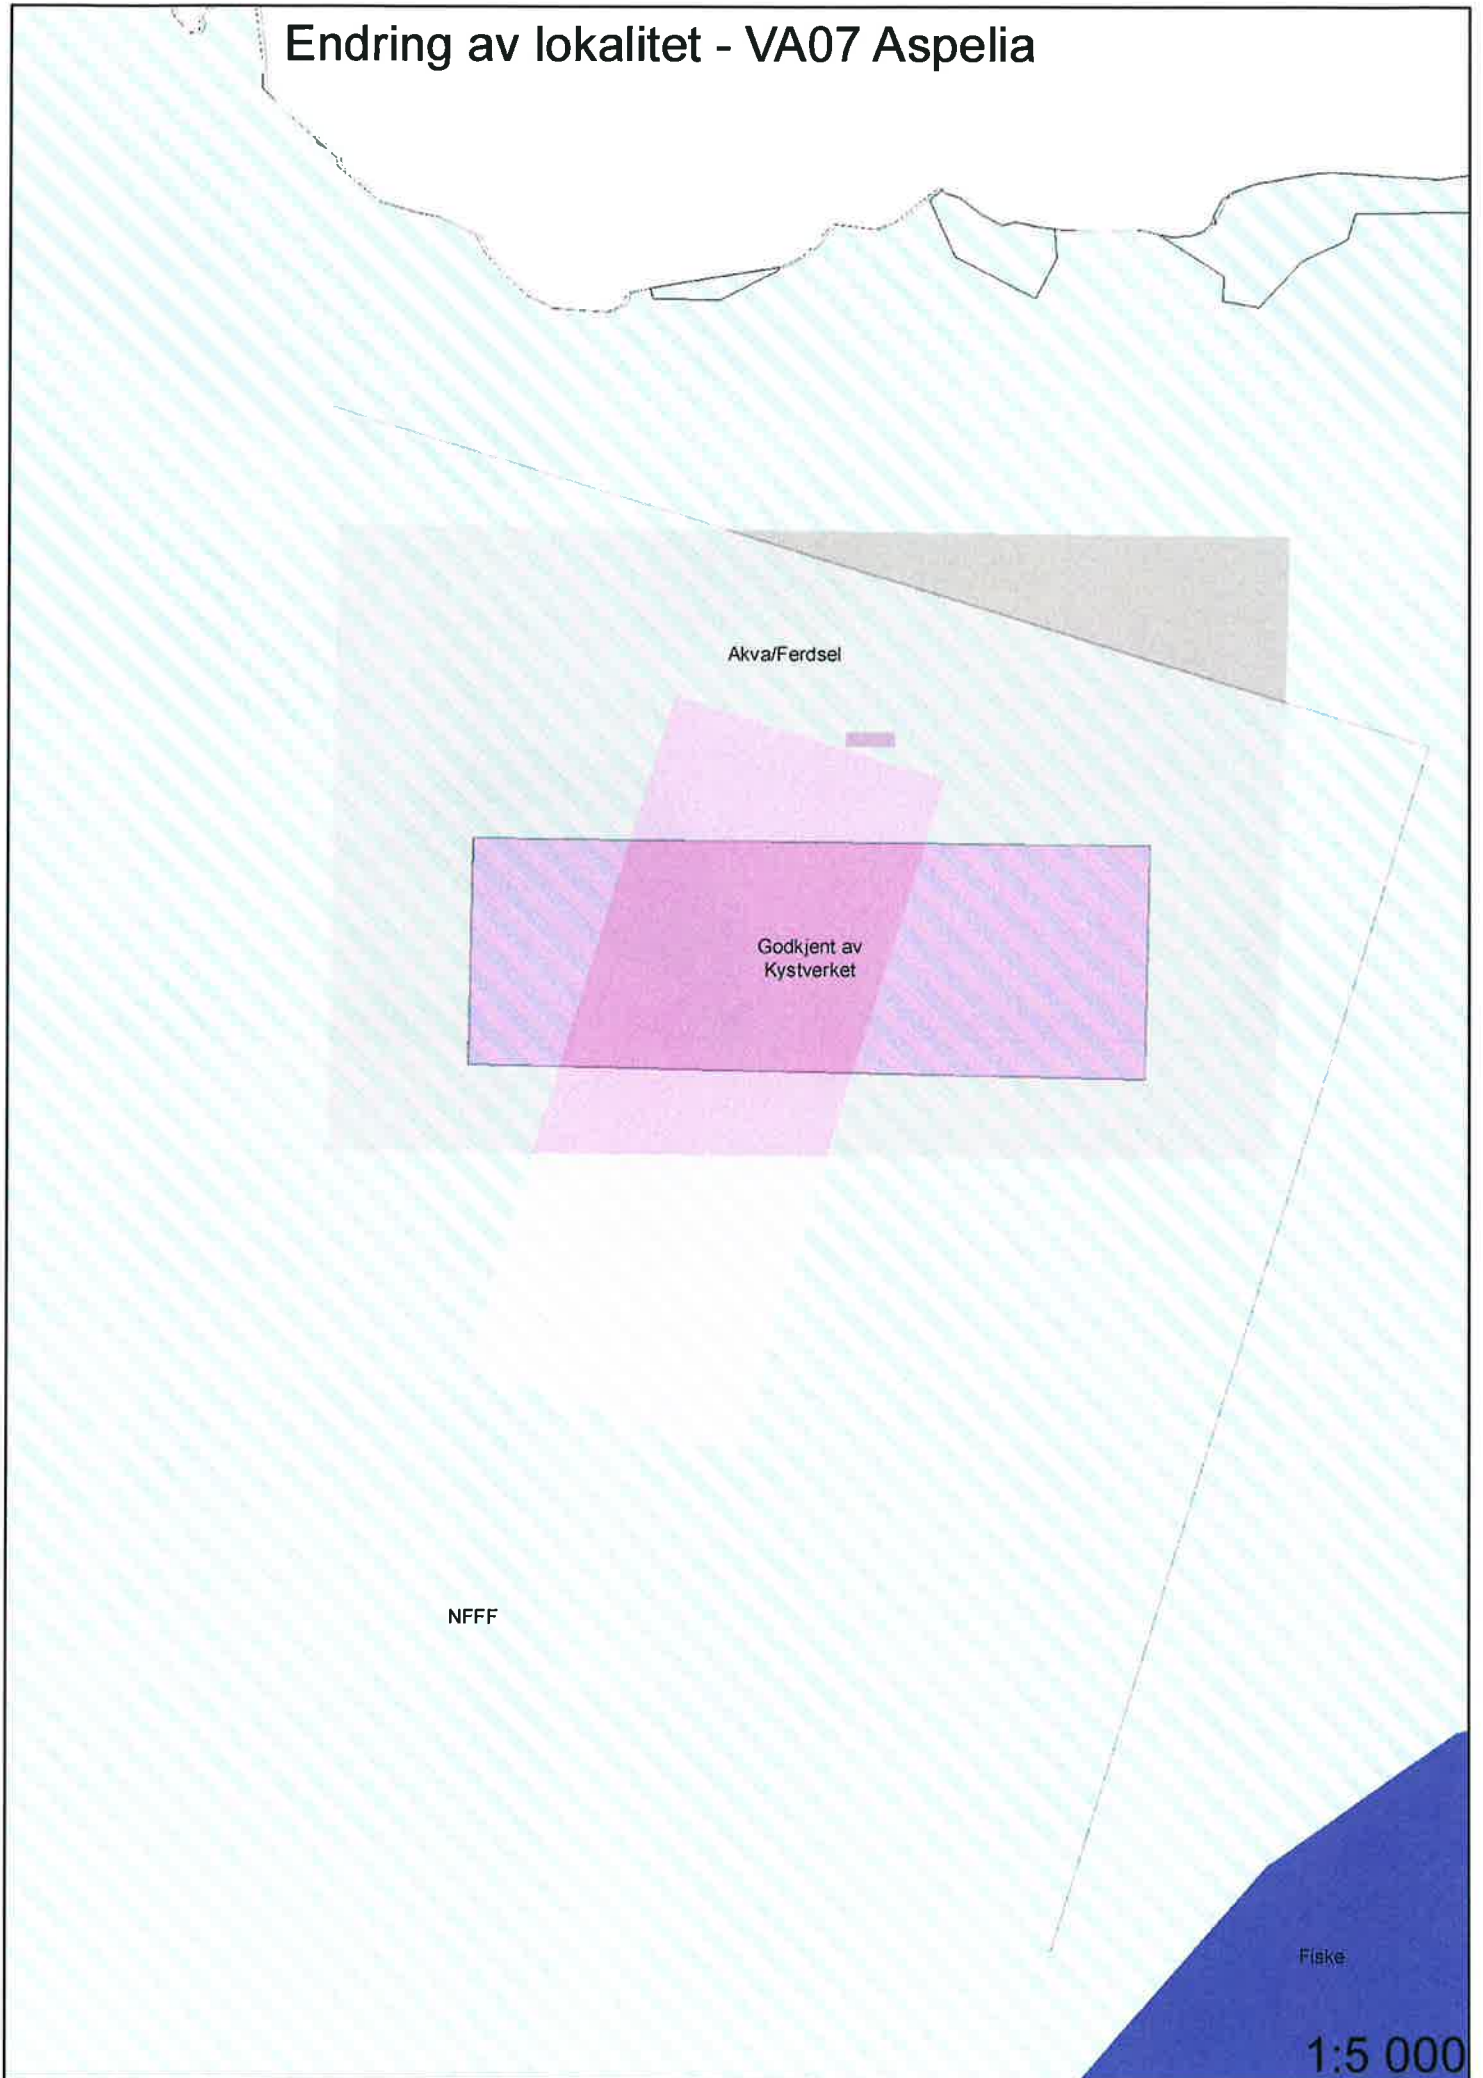 Endring av lokalitet - VA07 Aspelia
Akva/Ferdsel
Godkjent av
Kystverket
NFFF
Fiske
1:5 000